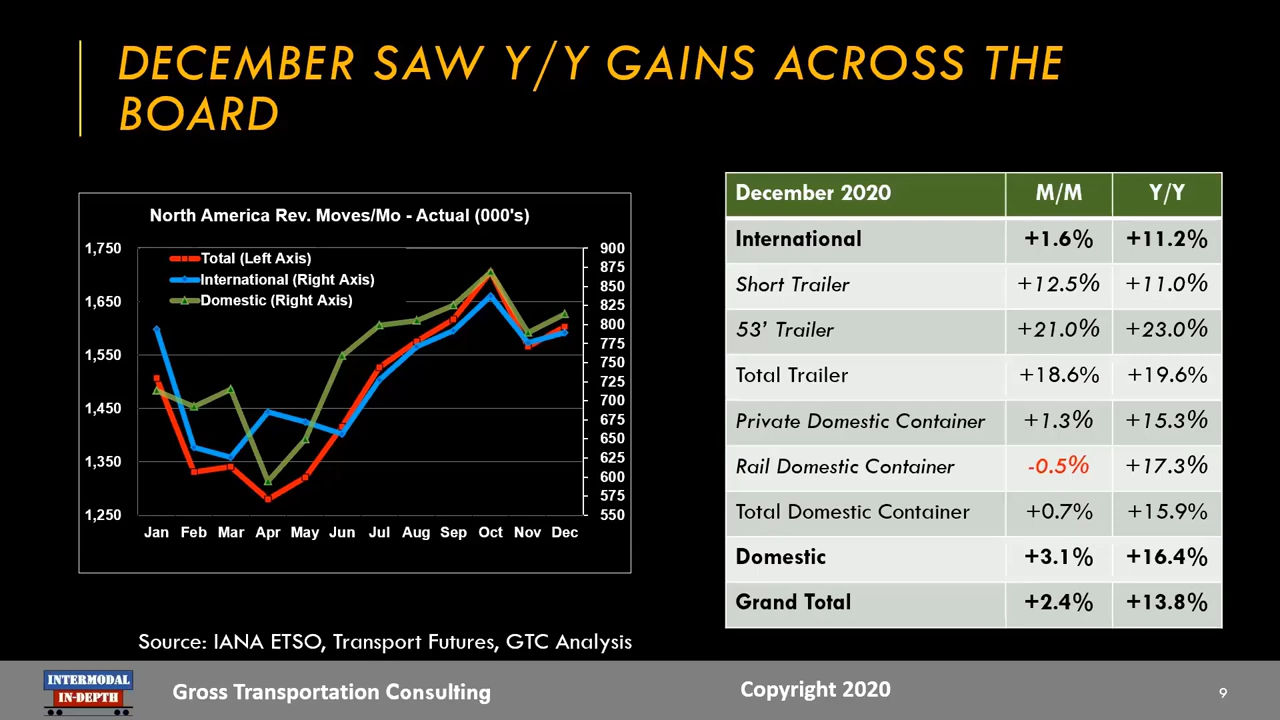 DECEMBER SAW Y/Y GAINS ACROSS THE
BOARD
North America Rev. Moves/Mo - Actual (000's)
Total (Left Axis)
International (Right Axis)
Domestic (Right Axis)
1,750
1,650
1,550
1,450
1,350
1,250
900
875
850
825
800
775
750
725
700
675
650
625
600
575
550
Jan Feb Mar Apr May Jun Jul Aug Sep Oct Nov Dec
Source: IANA ETSO, Transport Futures, GTC Analysis
December 2020 M/M Y/Y
International +1.6% +11.2%
Short Trailer +12.5% +11.0%
53’ Trailer +21.0% +23.0%
Total Trailer +18.6% +19.6%
Private Domestic Container +1.3% +15.3%
Rail Domestic Container -0.5% +17.3%
Total Domestic Container +0.7% +15.9%
Domestic +3.1% +16.4%
Grand Total +2.4% +13.8%
INTERMODAL
IN-DEPTH
Gross Transportation Consulting
Copyright 2020
9